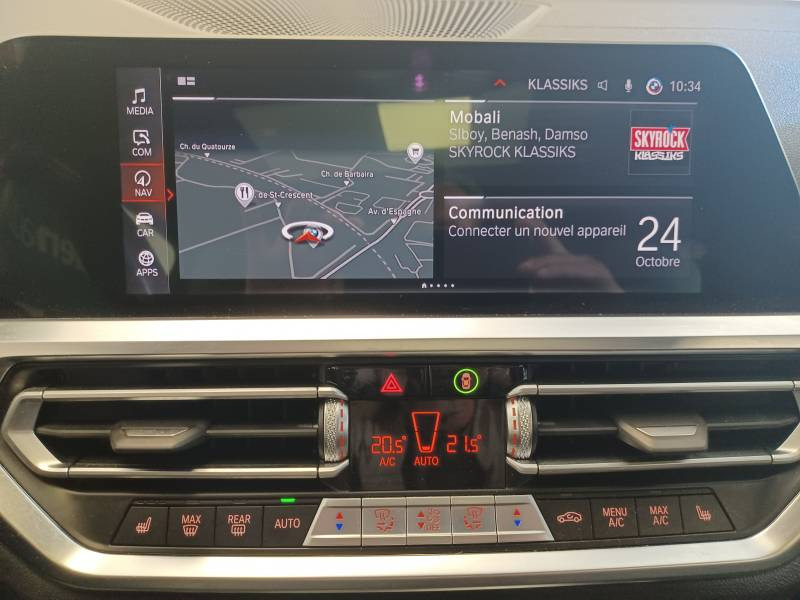 KLASSIKS 10:34
MEDIA
COM
NAV
CAR
APPS
Ch. du Quatourze
Ch. de Barbaira
de St-Crescent
Av. d'Espagne
Mobali
Siboy, Benash, Damso
SKYROCK KLASSIKS
SKYROCK
KLASSIKS
Communication
Connecter un nouvel appareil
24
Octobre
20.5° 21.5°
A/C AUTO
MAX
REAR
AUTO
OFF
MENU
A/C
MAX
A/C